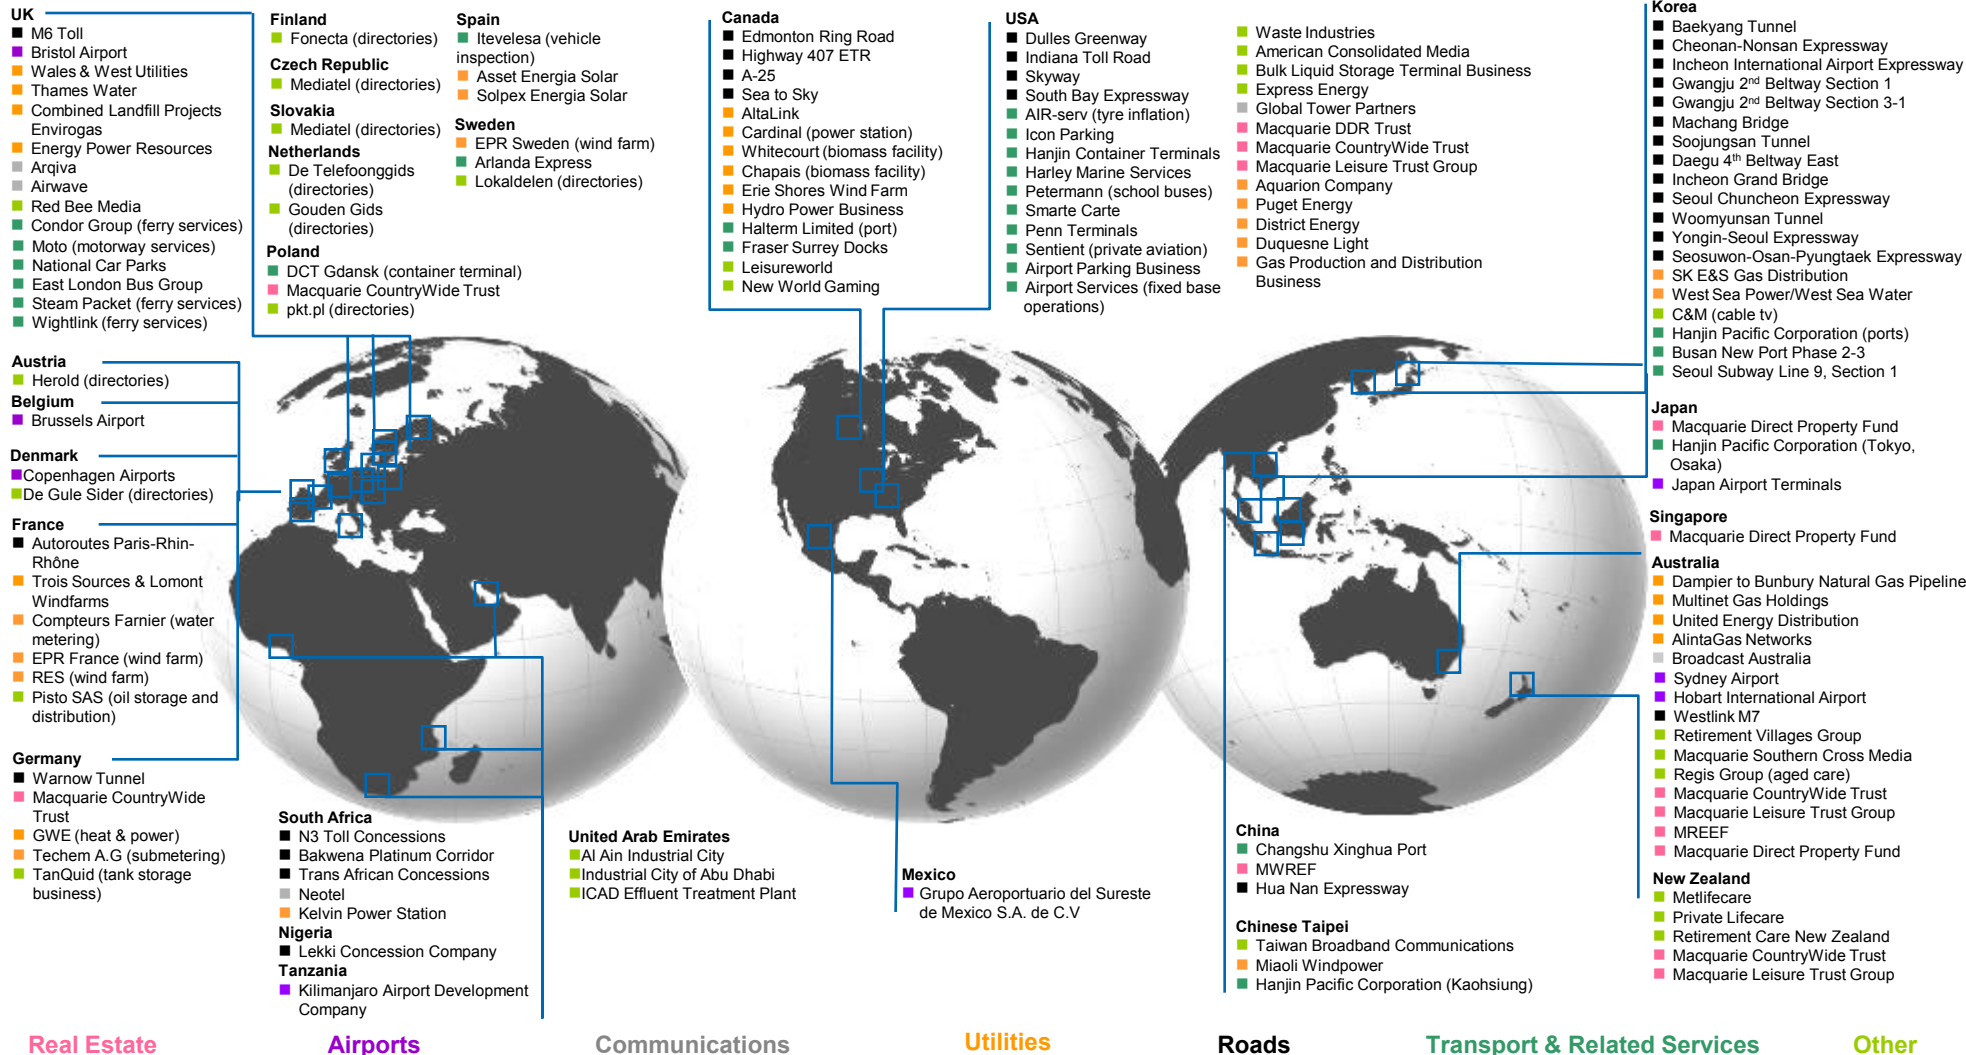 UK
M6 Toll
Bristol Airport
Wales & West Utilities
Thames Water
Combined Landfill Projects
Envirogas
Energy Power Resources
Arqiva
Airwave
Red Bee Media
Condor Group (ferry services)
Moto (motorway services)
National Car Parks
East London Bus Group
Steam Packet (ferry services)
Wightlink (ferry services)
Austria
Herold (directories)
Belgium
Brussels Airport
Denmark
Copenhagen Airports
De Gule Sider (directories)
France
Autoroutes Paris-Rhin-
Rhône
Trois Sources & Lomont
Windfarms
Compteurs Farnier (water
metering)
EPR France (wind farm)
RES (wind farm)
Pisto SAS (oil storage and
distribution)
Germany
Warnow Tunnel
Macquarie CountryWide
Trust
GWE (heat & power)
Techem A.G (submetering)
TanQuid (tank storage
business)
Finland
Fonecta (directories)
Czech Republic
Mediatel (directories)
Slovakia
Mediatel (directories)
Netherlands
De Telefoonggids
(directories)
Gouden Gids
(directories)
Poland
DCT Gdansk (container terminal)
Macquarie CountryWide Trust
pkt.pl (directories)
Spain
Itevelesa (vehicle
inspection)
Asset Energia Solar
Solpex Energia Solar
Sweden
EPR Sweden (wind farm)
Arlanda Express
Lokaldelen (directories)
South Africa
N3 Toll Concessions
Bakwena Platinum Corridor
Trans African Concessions
Neotel
Kelvin Power Station
Nigeria
Lekki Concession Company
Tanzania
Kilimanjaro Airport Development
Company
United Arab Emirates
Al Ain Industrial City
Industrial City of Abu Dhabi
ICAD Effluent Treatment Plant
Canada
Edmonton Ring Road
Highway 407 ETR
A-25
Sea to Sky
AltaLink
Cardinal (power station)
Whitecourt (biomass facility)
Chapais (biomass facility)
Erie Shores Wind Farm
Hydro Power Business
Halterm Limited (port)
Fraser Surrey Docks
Leisureworld
New World Gaming
USA
Dulles Greenway
Indiana Toll Road
Skyway
South Bay Expressway
AIR-serv (tyre inflation)
Icon Parking
Hanjin Container Terminals
Harley Marine Services
Petermann (school buses)
Smarte Carte
Penn Terminals
Sentient (private aviation)
Airport Parking Business
Airport Services (fixed base
operations)
Waste Industries
American Consolidated Media
Bulk Liquid Storage Terminal Business
Express Energy
Global Tower Partners
Macquarie DDR Trust
Macquarie CountryWide Trust
Macquarie Leisure Trust Group
Aquarion Company
Puget Energy
District Energy
Duquesne Light
Gas Production and Distribution
Business
Mexico
Grupo Aeroportuario del Sureste
de Mexico S.A. de C.V
China
Changshu Xinghua Port
MWREF
Hua Nan Expressway
Chinese Taipei
Taiwan Broadband Communications
Miaoli Windpower
Hanjin Pacific Corporation (Kaohsiung)
Korea
Baekyang Tunnel
Cheonan-Nonsan Expressway
Incheon International Airport Expressway
Gwangju 2nd Beltway Section 1
Gwangju 2nd Beltway Section 3-1
Machang Bridge
Soojungsan Tunnel
Daegu 4th Beltway East
Incheon Grand Bridge
Seoul Chuncheon Expressway
Woomyunsan Tunnel
Yongin-Seoul Expressway
Seosuwon-Osan-Pyungtaek Expressway
SK E&S Gas Distribution
West Sea Power/West Sea Water
C&M (cable tv)
Hanjin Pacific Corporation (ports)
Busan New Port Phase 2-3
Seoul Subway Line 9, Section 1
Japan
Macquarie Direct Property Fund
Hanjin Pacific Corporation (Tokyo,
Osaka)
Japan Airport Terminals
Singapore
Macquarie Direct Property Fund
Australia
Dampier to Bunbury Natural Gas Pipeline
Multinet Gas Holdings
United Energy Distribution
AlintaGas Networks
Broadcast Australia
Sydney Airport
Hobart International Airport
Westlink M7
Retirement Villages Group
Macquarie Southern Cross Media
Regis Group (aged care)
Macquarie CountryWide Trust
Macquarie Leisure Trust Group
MREEF
Macquarie Direct Property Fund
New Zealand
Metlifecare
Private Lifecare
Retirement Care New Zealand
Macquarie CountryWide Trust
Macquarie Leisure Trust Group
Real Estate
Airports
Communications
Utilities
Roads
Transport & Related Services
Other